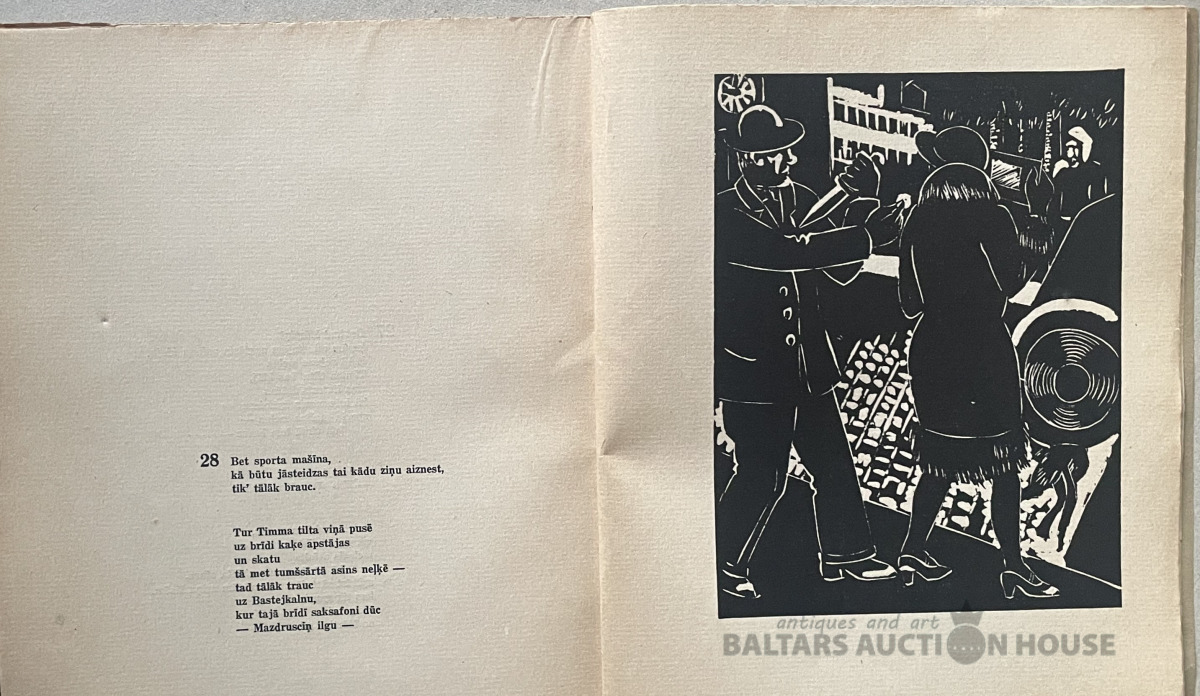 28 Bet sporta mašīna,
kā būtu jāsteidzas tai kādu ziņu aiznest,
tik’ tālāk brauc.
Tur Timma tilta viņā pusē
uz brīdi kaķe apstājas
un skatu
tā met tumšsārtā asins neļķē —
tad tālāk trauc
uz Bastejkalnu,
kur tajā brīdī saksafoni dūc
— Mazdrusciņ ilgu —
antiques and art
BALTARS AUCTION HOUSE